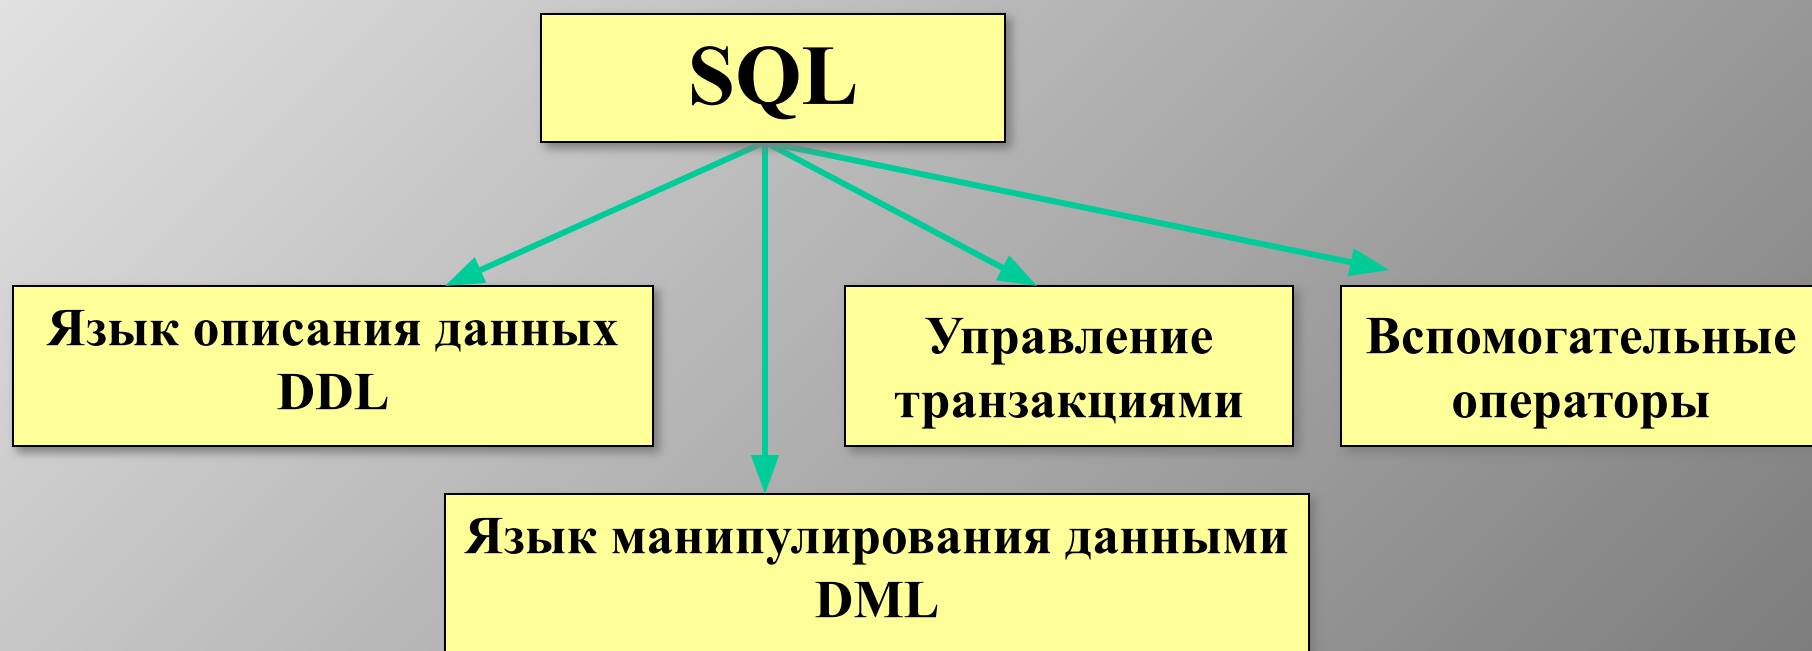 SQL
Язык описания данных
DDL
Управление
транзакциями
Вспомогательные
операторы
Язык манипулирования данными
DML